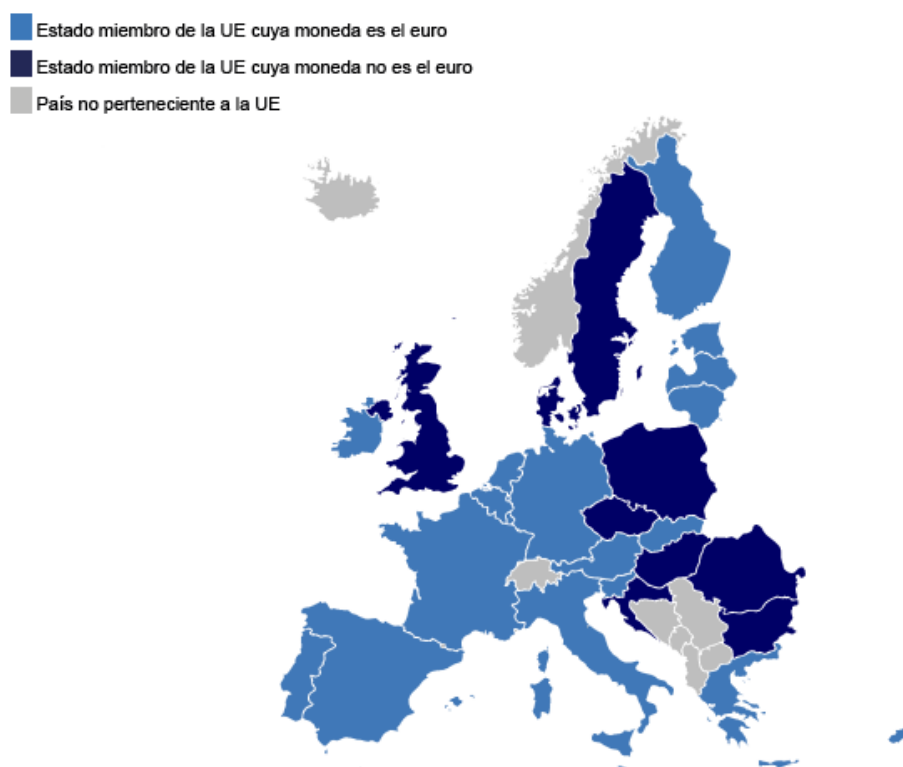 Estado miembro de la UE cuya moneda es el euro
Estado miembro de la UE cuya moneda no es el euro
País no perteneciente a la UE